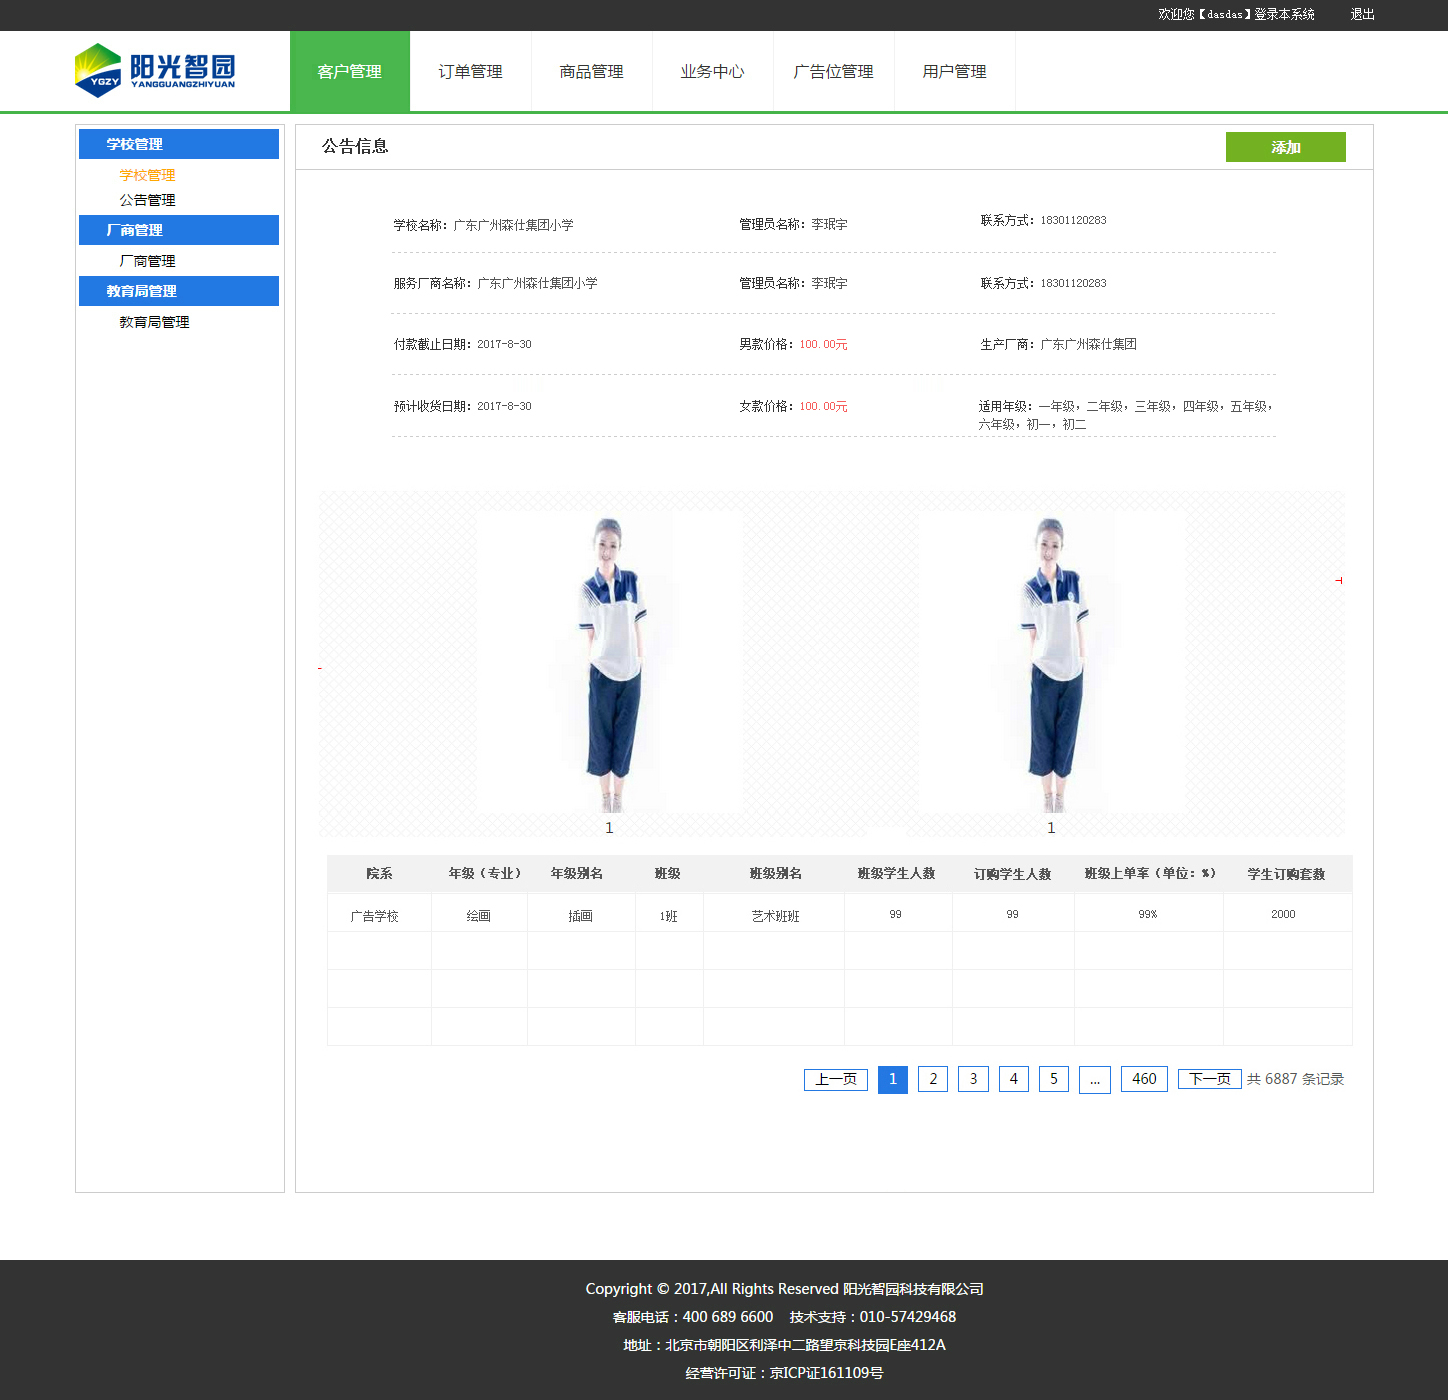 欢迎您【dasdas】登录本系统 退出
阳光智园
YGZY
YANGGUANGZHIYUAN
客户管理 订单管理 商品管理 业务中心 广告位管理 用户管理
学校管理
学校管理
公告管理
厂商管理
厂商管理
教育局管理
教育局管理
公告信息 添加
学校名称：广东广州森仕集团小学 管理员名称：李珉宇 联系方式：18301120283
服务厂商名称：广东广州森仕集团小学 管理员名称：李珉宇 联系方式：18301120283
付款截止日期：2017-8-30 男款价格：100.00元 生产厂商：广东广州森仕集团
预计收货日期：2017-8-30 女款价格：100.00元 适用年级：一年级，二年级，三年级，四年级，五年级，
六年级，初一，初二
1 1
院系 年级（专业） 年级别名 班级 班级别名 班级学生人数 订购学生人数 班级上单率（单位：%） 学生订购套数
广告学校 绘画 插画 1班 艺术班班 99 99 99% 2000
上一页 1 2 3 4 5 ... 460 下一页 共 6887 条记录
Copyright © 2017,All Rights Reserved 阳光智园科技有限公司
客服电话：400 689 6600 技术支持：010-57429468
地址：北京市朝阳区利泽中二路望京科技园E座412A
经营许可证：京ICP证161109号